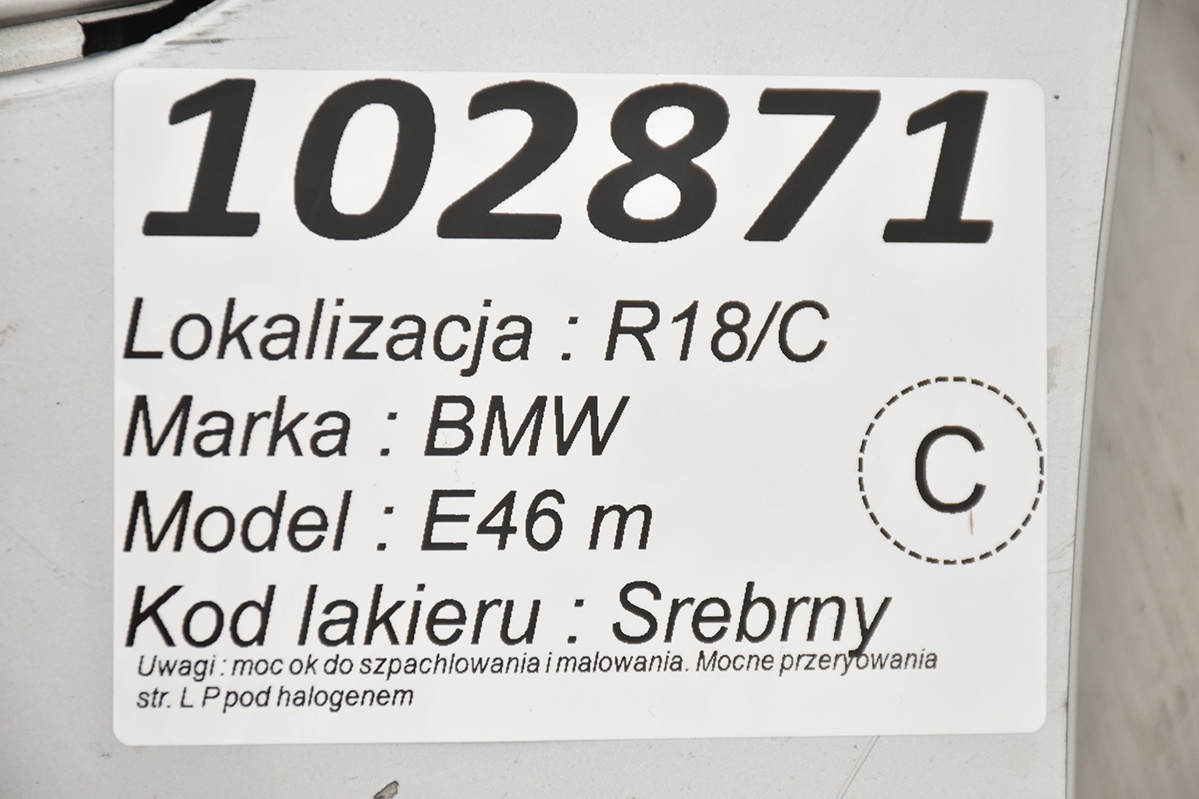 102871
Lokalizacja : R18/C
Marka : BMW
Model : E46 m
C
Kod lakieru : Srebrny
Uwagi : moc ok do szpachlowania i malowania. Mocne przeryowania
str. L P pod halogenem